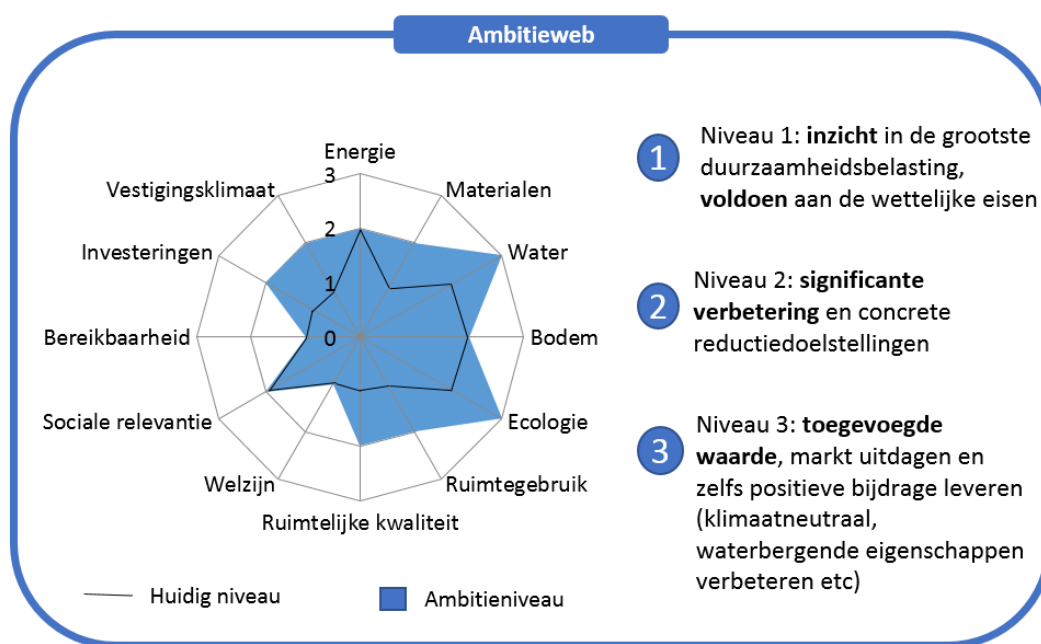 Ambitieweb
Energie
Materialen
Water
Bodem
Ecologie
Ruimtegebruik
Ruimtelijke kwaliteit
Welzijn
Sociale relevantie
Bereikbaarheid
Investeringen
Vestigingsklimaat
3
2
1
0
Huidig niveau
Ambitieniveau
1
Niveau 1: inzicht in de grootste
duurzaamheidsbelasting,
voldoen aan de wettelijke eisen
2
Niveau 2: significante
verbetering en concrete
reductiedoelstellingen
3
Niveau 3: toegevoegde
waarde, markt uitdagen en
zelfs positieve bijdrage leveren
(klimaatneutraal,
waterbergende eigenschappen
verbeteren etc)